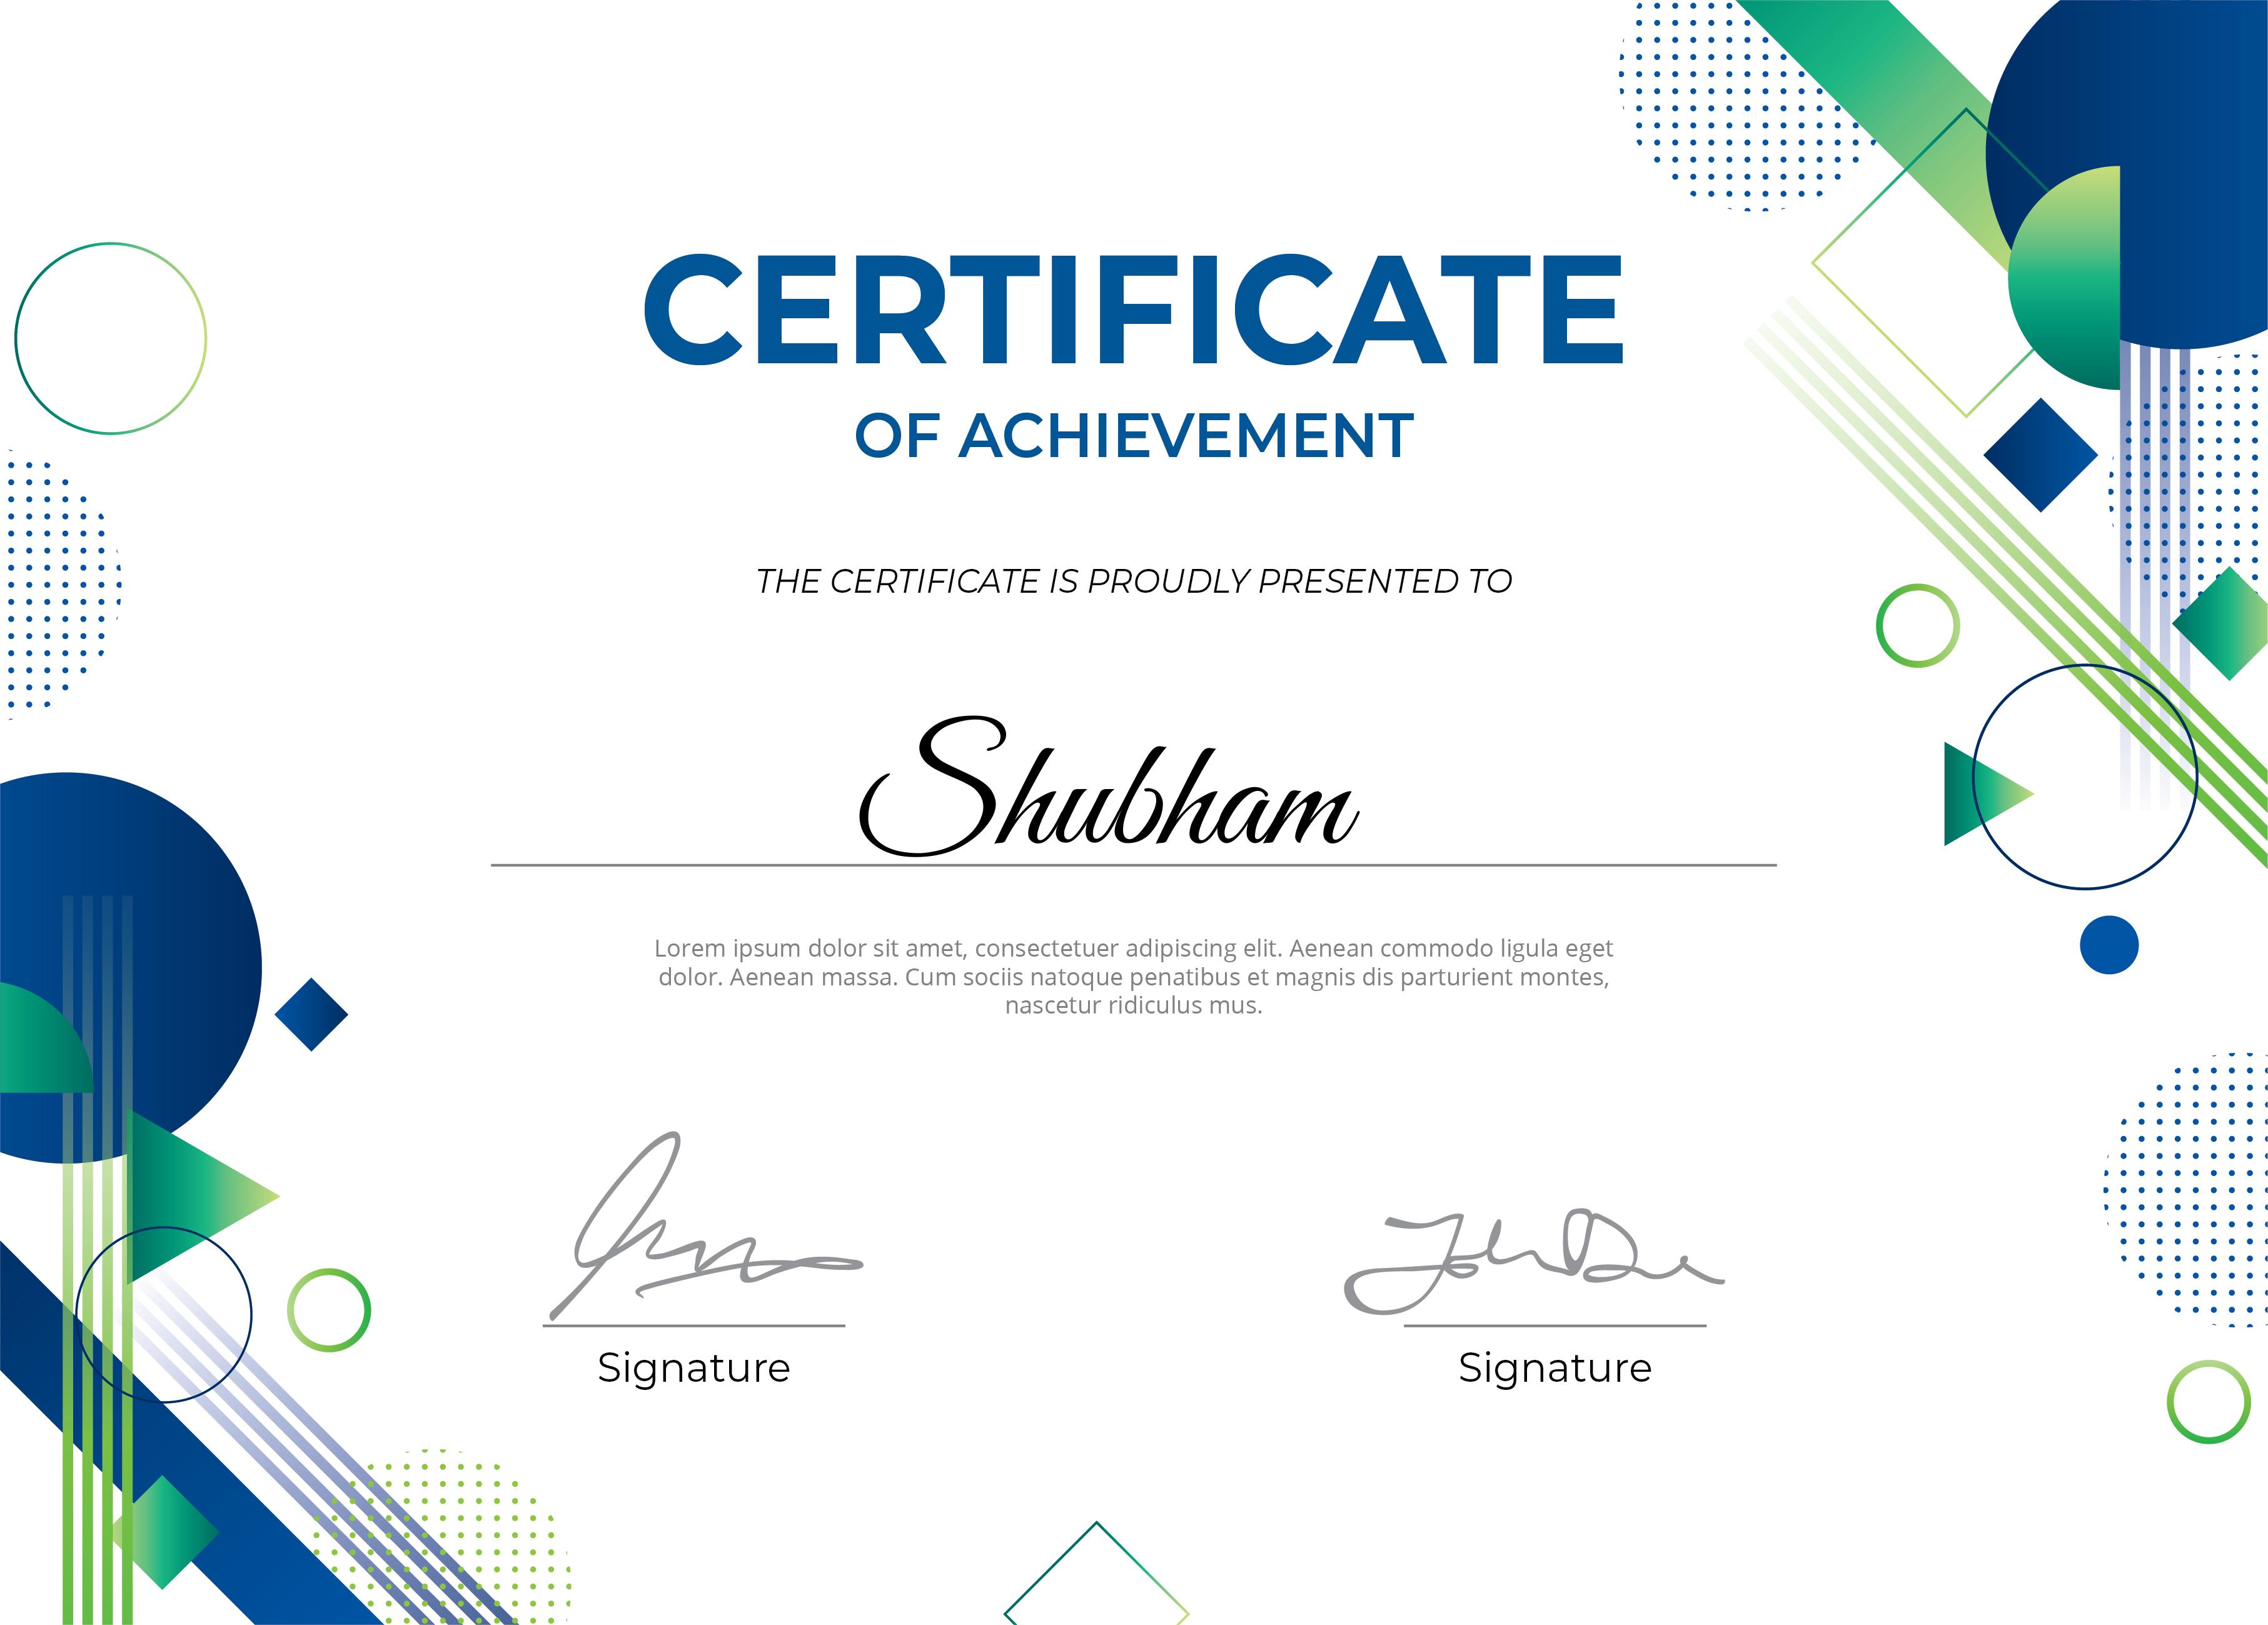 CERTIFICATE
OF ACHIEVEMENT
THE CERTIFICATE IS PROUDLY PRESENTED TO
Shubham
Lorem ipsum dolor sit amet, consectetuer adipiscing elit. Aenean commodo ligula eget
dolor. Aenean massa. Cum sociis natoque penatibus et magnis dis parturient montes,
nascetur ridiculus mus.
Signature
Signature